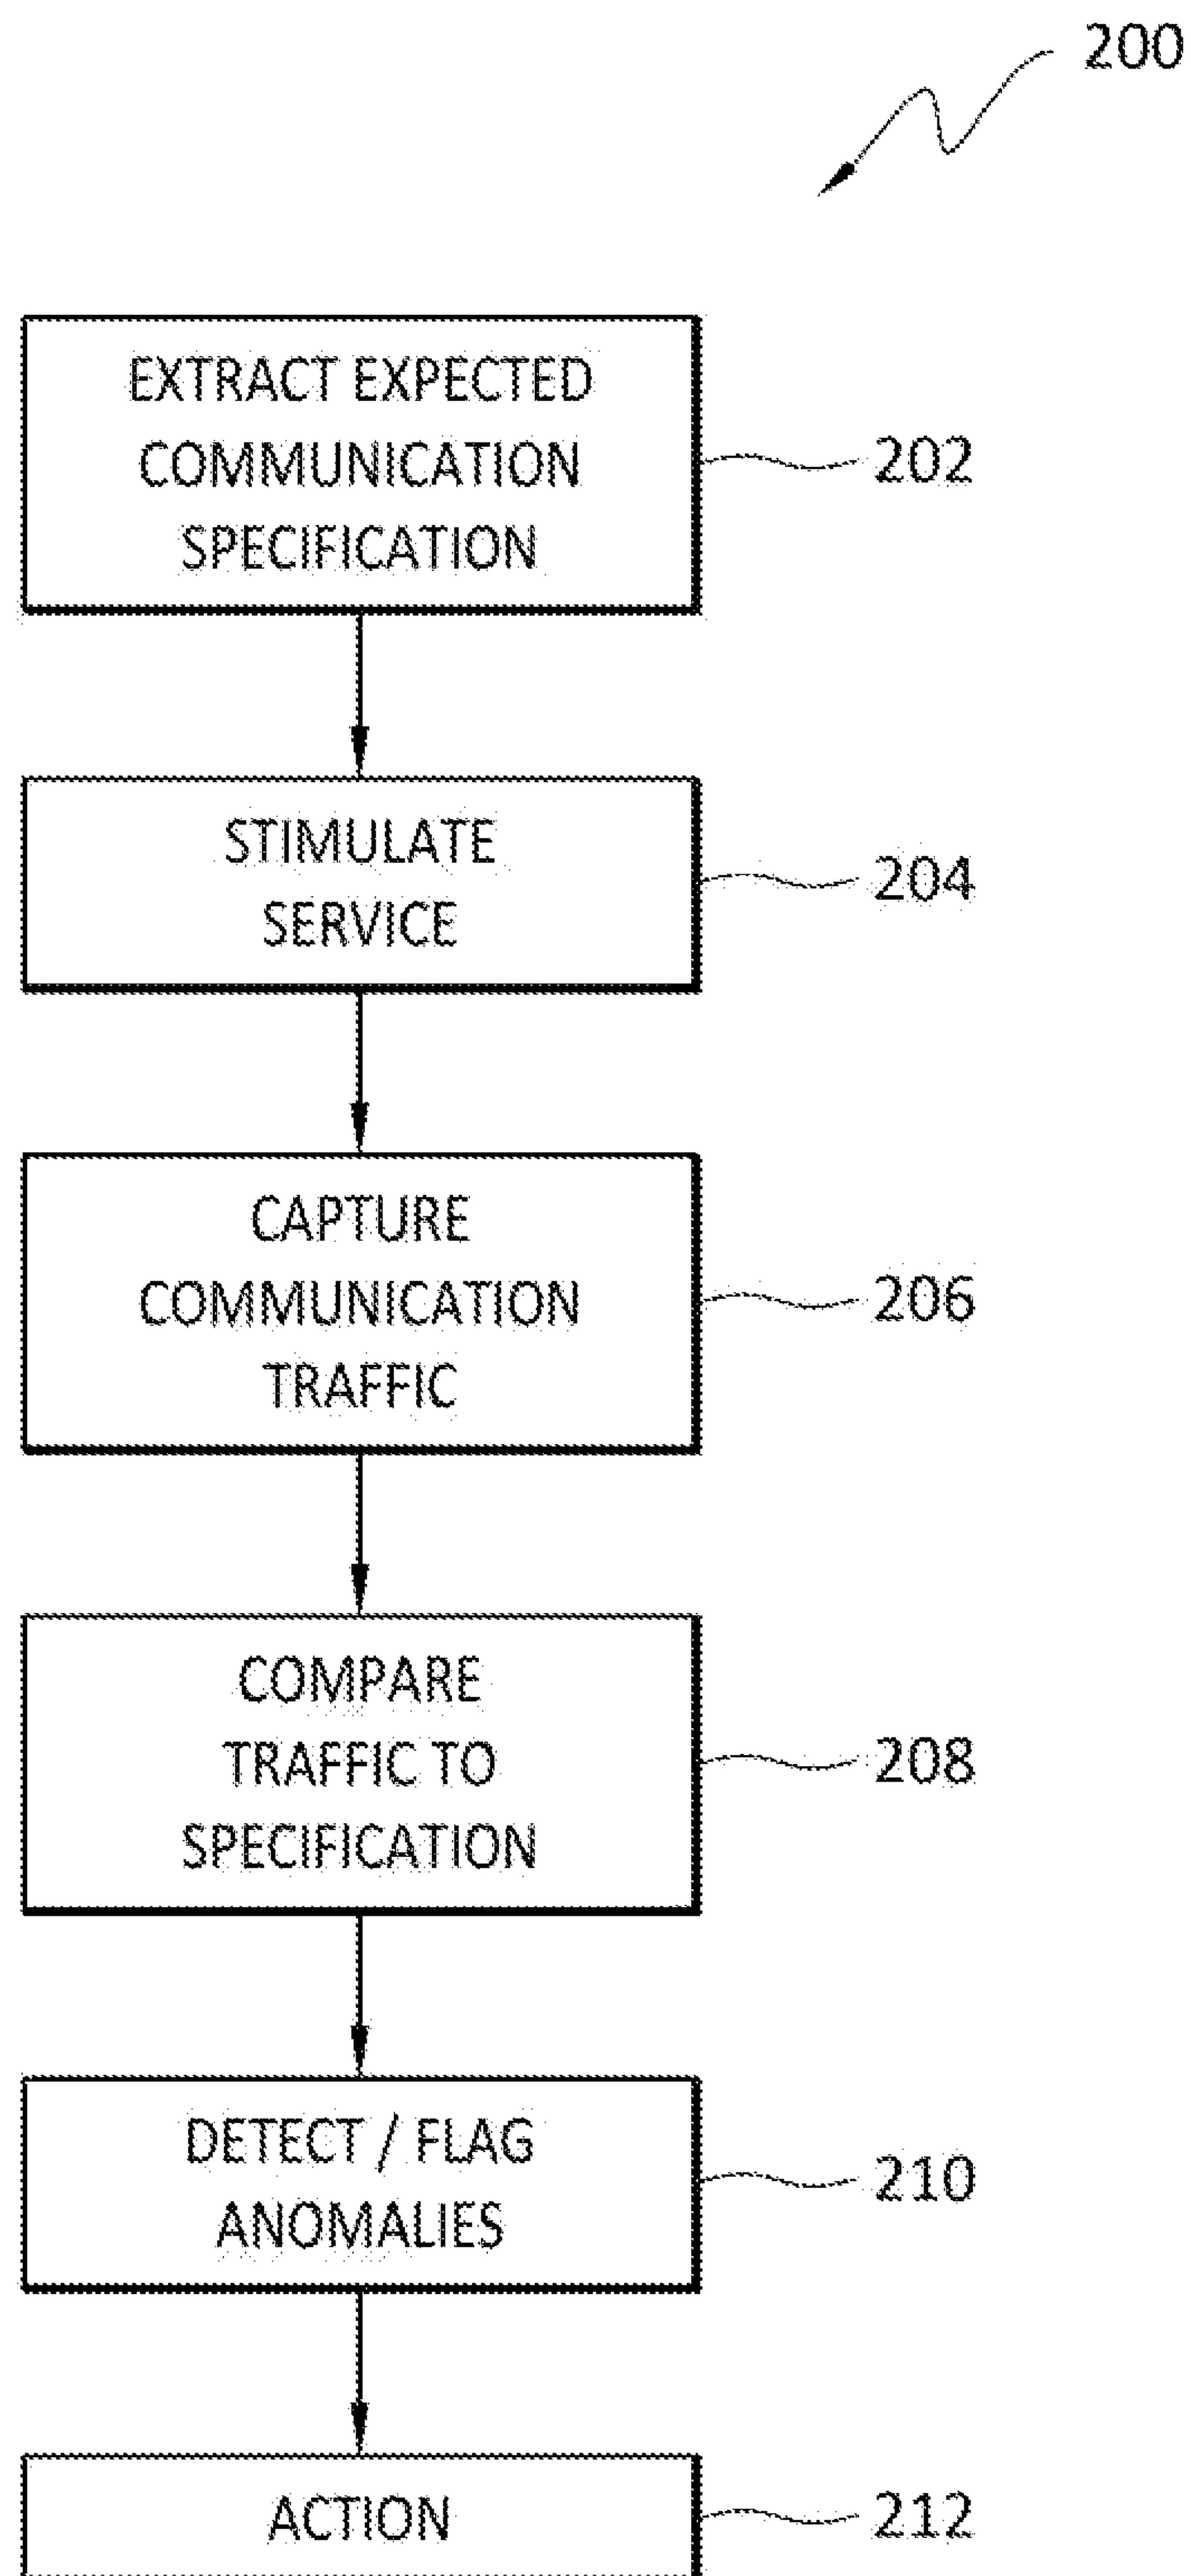 200
EXTRACT EXPECTED
COMMUNICATION
SPECIFICATION
202
STIMULATE
SERVICE
204
CAPTURE
COMMUNICATION
TRAFFIC
206
COMPARE
TRAFFIC TO
SPECIFICATION
208
DETECT / FLAG
ANOMALIES
210
ACTION
212